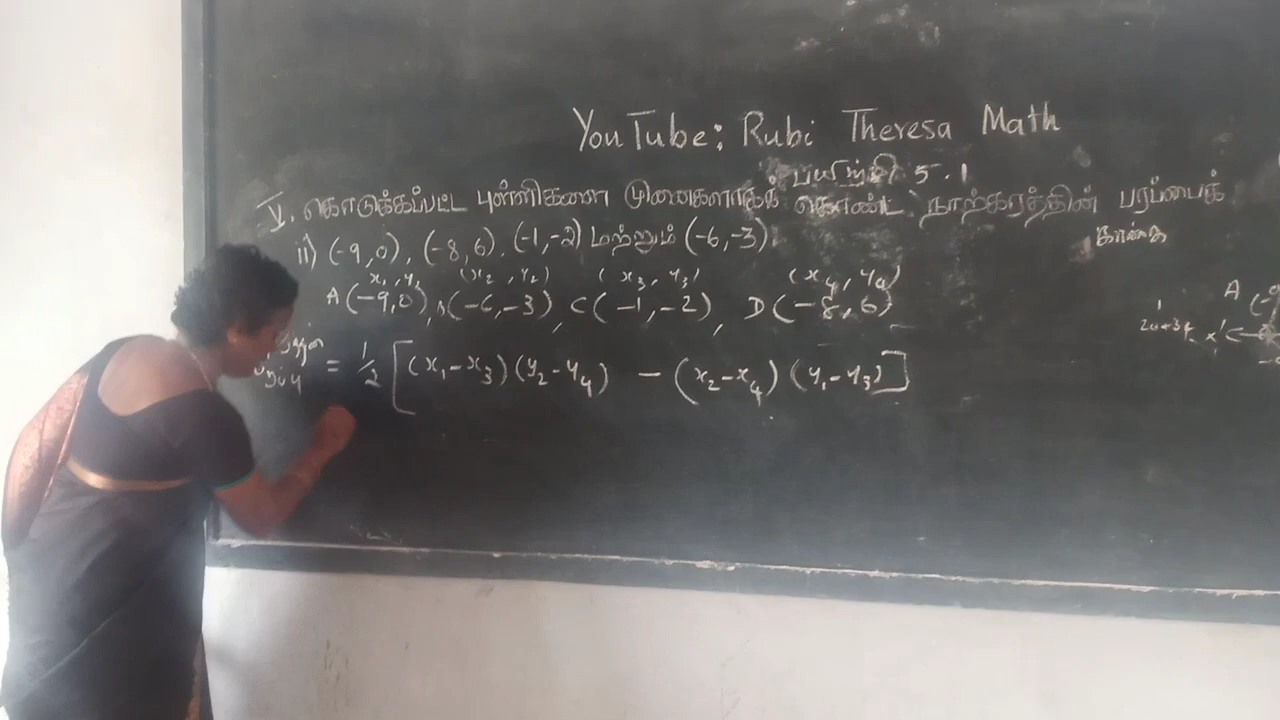 YouTube: Rubi Theresa Math
பயிற்சி 5.1
V. கொடுக்கப்பட்ட புள்ளிகளை முனைகளாகக் கொண்ட நாற்கரத்தின் பரப்பைக்
காண்க
ii) (-9,0), (-8,6), (-1,-2) மற்றும் (-6,-3).
x₁, y₁ (x₂, y₂) (x₃, y₃) (x₄, y₄)
A(-9,0), B(-6,-3), C(-1,-2), D(-8,6)
= 1/2 [(x₁-x₃)(y₂-y₄) - (x₂-x₄)(y₁-y₃)]
A